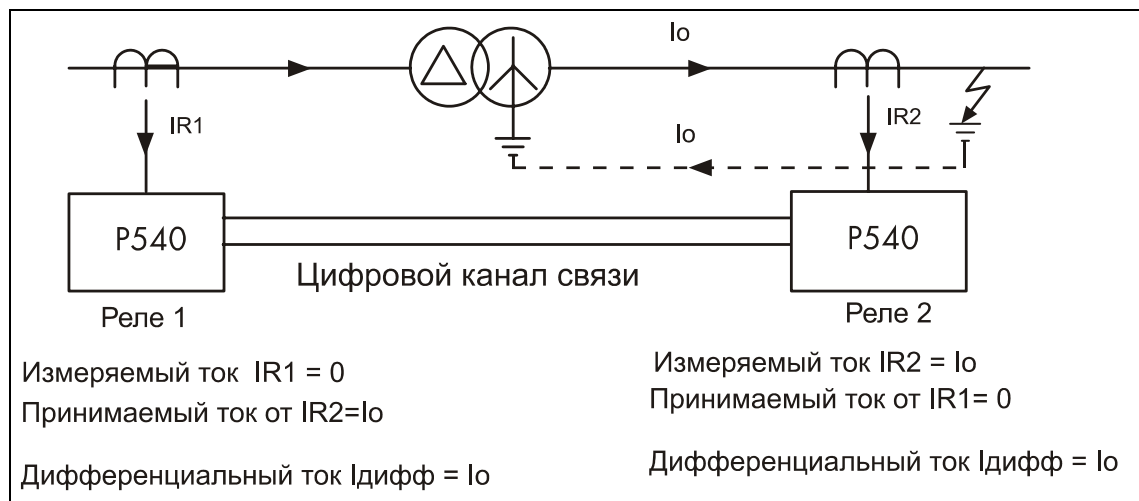 Io
IR1
IR2
Io
P540
P540
Цифровой канал связи
Реле 1
Реле 2
Измеряемый ток IR1 = 0
Принимаемый ток от IR2=Io
Дифференциальный ток Iдифф = Io
Измеряемый ток IR2 = Io
Принимаемый ток от IR1= 0
Дифференциальный ток Iдифф = Io